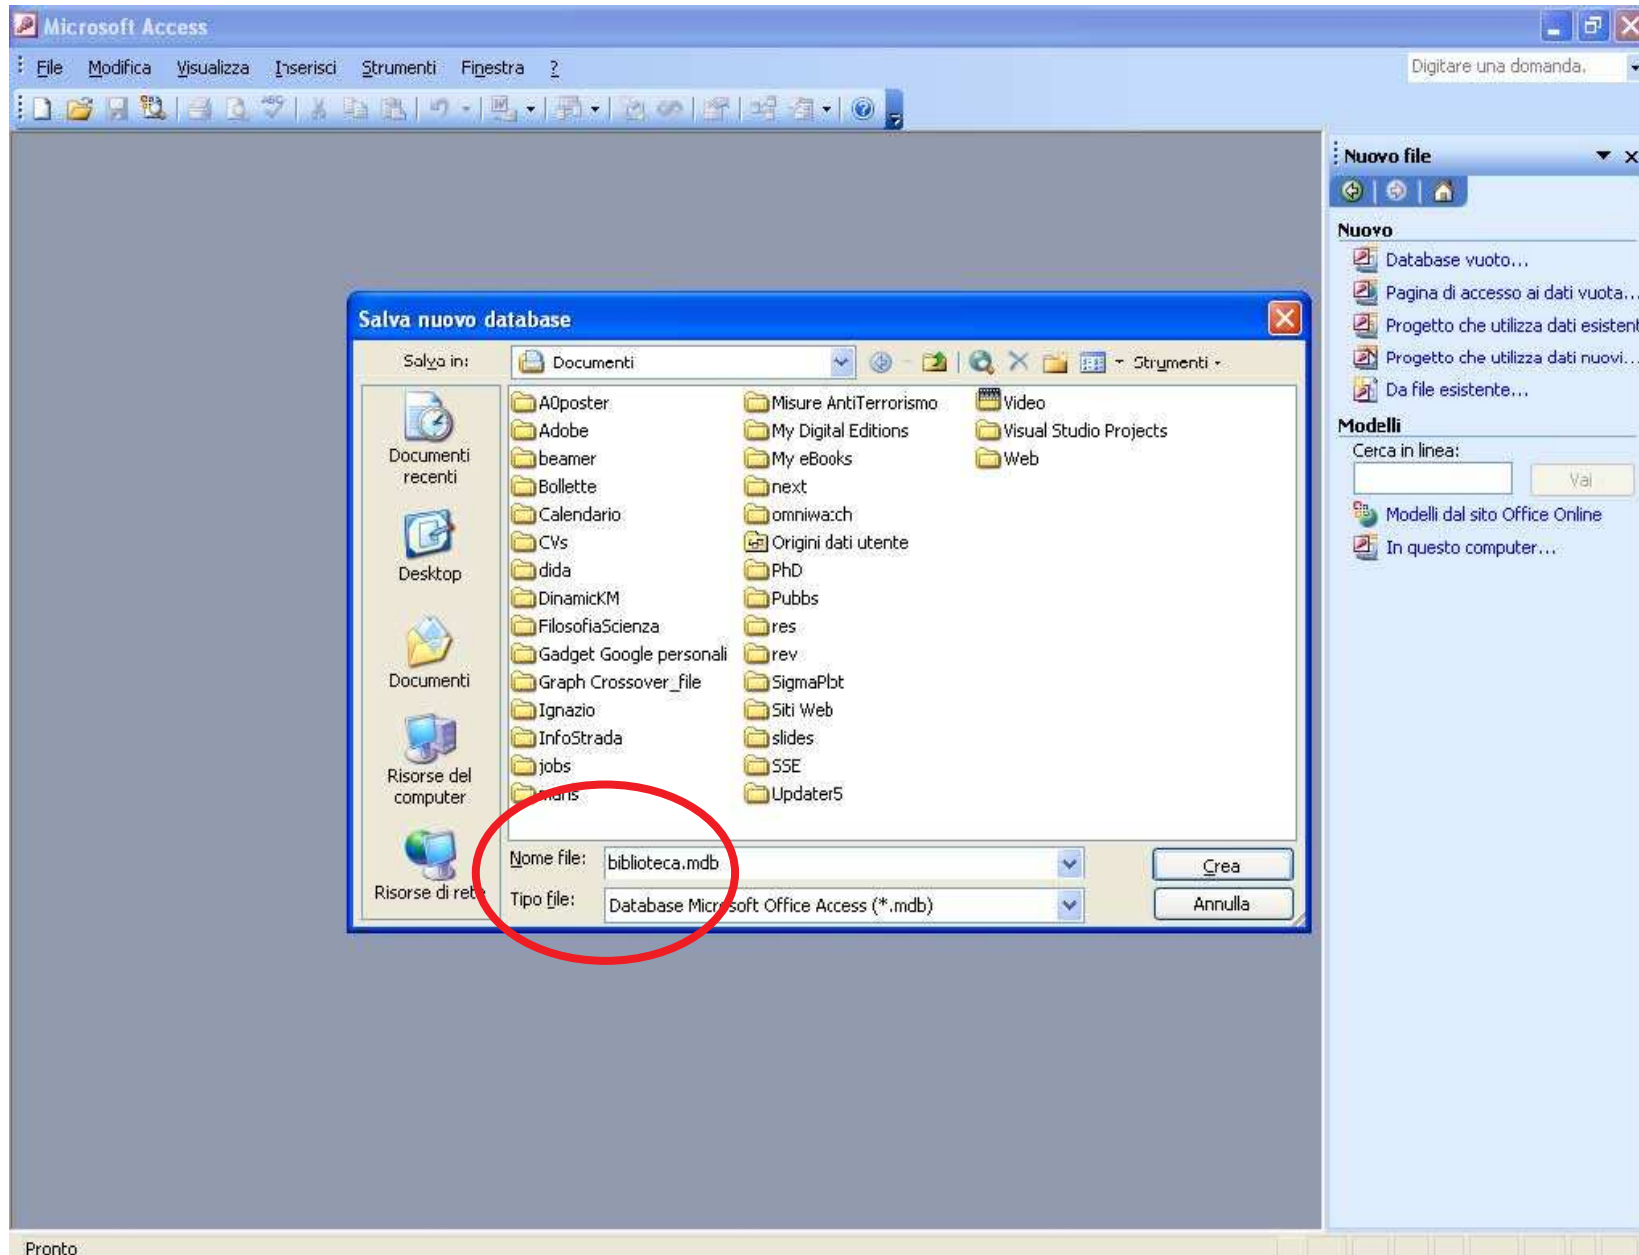 Microsoft Access
File Modifica Visualizza Inserisci Strumenti Finestra ?
Digitare una domanda.
Nuovo file
Nuovo
Database vuoto...
Pagina di accesso ai dati vuota...
Progetto che utilizza dati esistent
Progetto che utilizza dati nuovi...
Da file esistente...
Modelli
Cerca in linea:
Vai
Modelli dal sito Office Online
In questo computer...
Salva nuovo database
Salva in: Documenti Strumenti
Documenti recenti
Desktop
Documenti
Risorse del computer
Risorse di rete
A0poster
Adobe
beamer
Bollette
Calendario
CVs
dida
DinamicKM
FilosofiaScienza
Gadget Google personali
Graph Crossover_file
Ignazio
InfoStrada
jobs
Misure AntiTerrorismo
My Digital Editions
My eBooks
next
omniwatch
Origini dati utente
PhD
Pubbs
res
rev
SigmaPlot
Siti Web
slides
SSE
Updater5
Video
Visual Studio Projects
Web
Nome file: biblioteca.mdb Crea
Tipo file: Database Microsoft Office Access (*.mdb) Annulla
Pronto